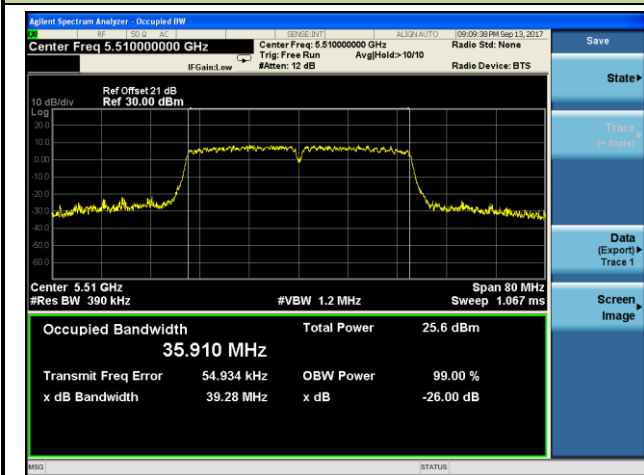 Agilent Spectrum Analyzer - Occupied BW
RF 50 Ω AC SENSE:INT ALIGN AUTO 09:09:38 PM Sep 13, 2017
Center Freq 5.510000000 GHz
Center Freq: 5.510000000 GHz
Radio Std: None
Trig: Free Run Avg|Hold:>10/10
IFGain:Low #Atten: 12 dB Radio Device: BTS
Ref Offset 21 dB
10 dB/div Ref 30.00 dBm
Log
20.0
10.0
0.00
-10.0
-20.0
-30.0
-40.0
-50.0
-60.0
Center 5.51 GHz Span 80 MHz
#Res BW 390 kHz #VBW 1.2 MHz Sweep 1.067 ms
Occupied Bandwidth Total Power 25.6 dBm
35.910 MHz
Transmit Freq Error 54.934 kHz OBW Power 99.00 %
x dB Bandwidth 39.28 MHz x dB -26.00 dB
MSG STATUS
Save
State
Trace
(+ State)
Data
(Export)
Trace 1
Screen
Image